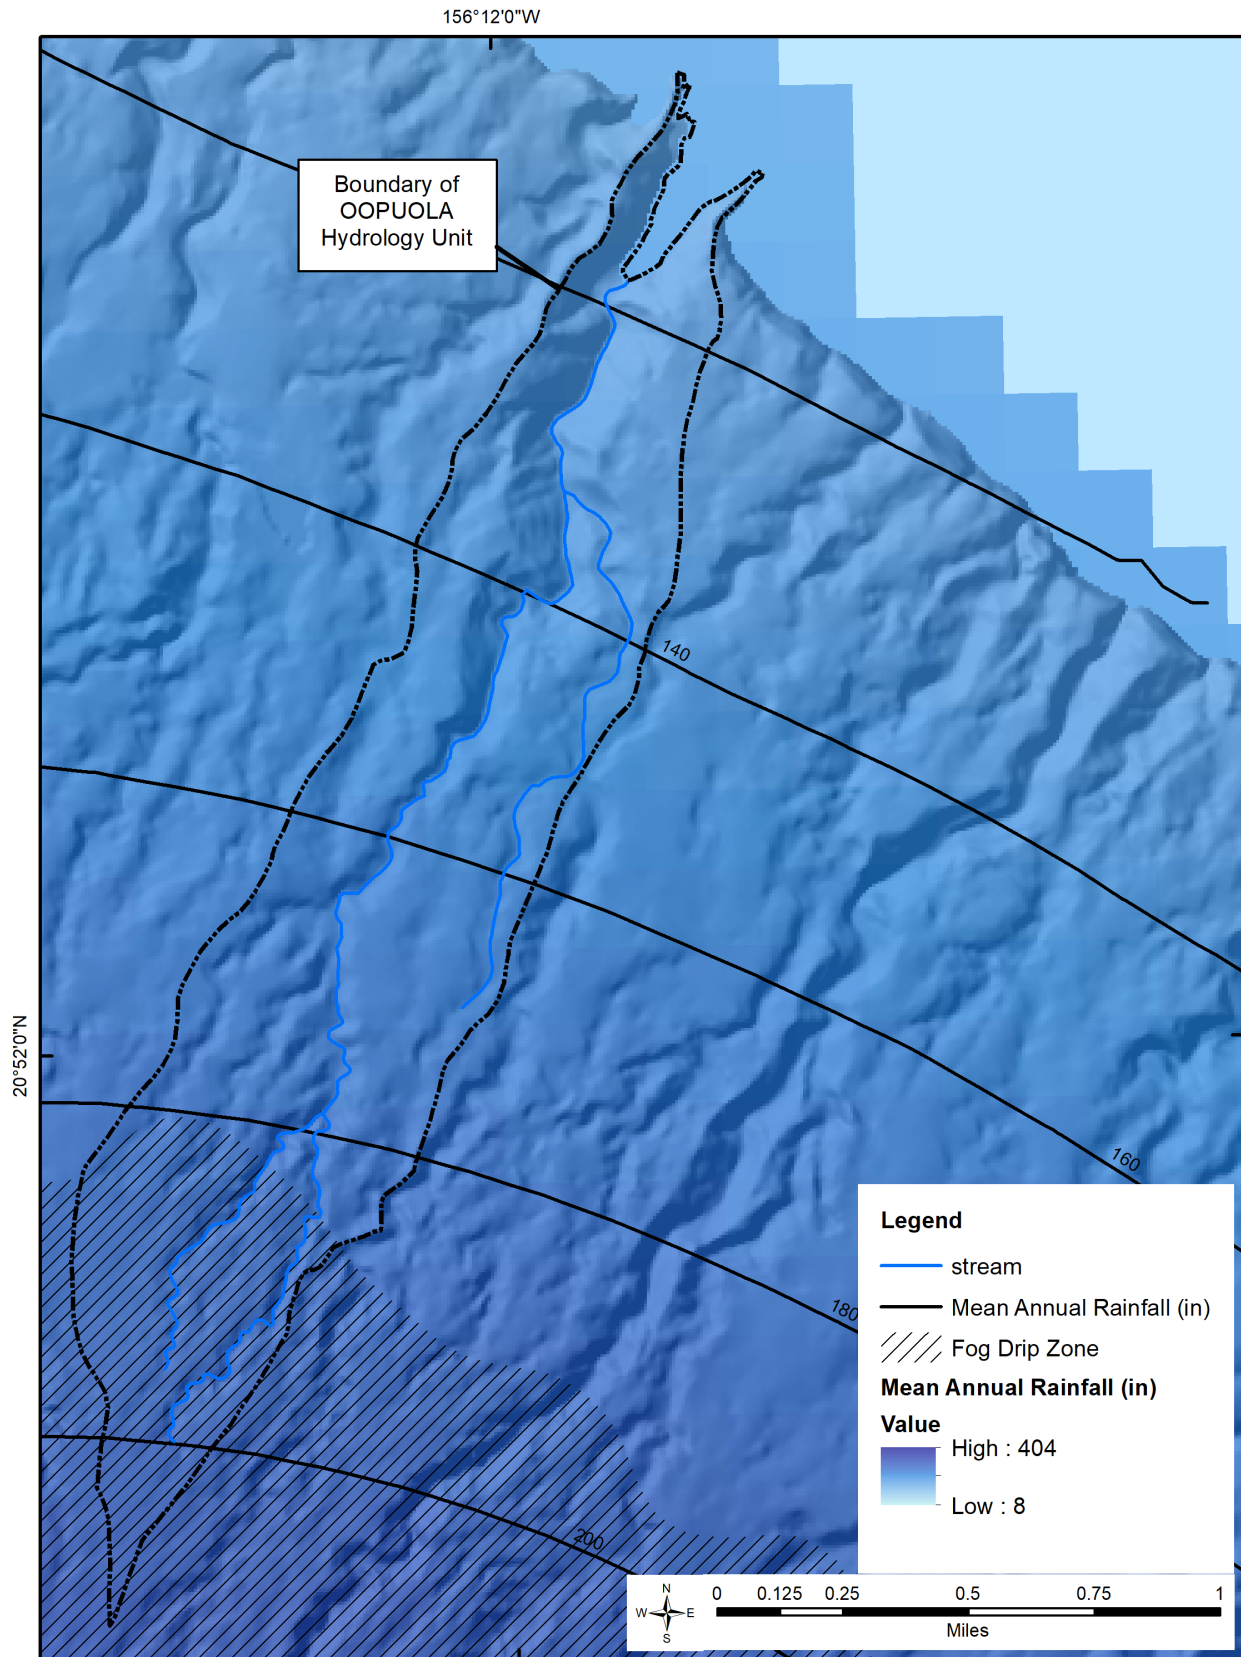 156°12'0"W
Boundary of
OOPUOLA
Hydrology Unit
140
20°52'0"N
160
180
200
Legend
stream
Mean Annual Rainfall (in)
Fog Drip Zone
Mean Annual Rainfall (in)
Value
High : 404
Low : 8
N
W E
S
0 0.125 0.25 0.5 0.75 1
Miles